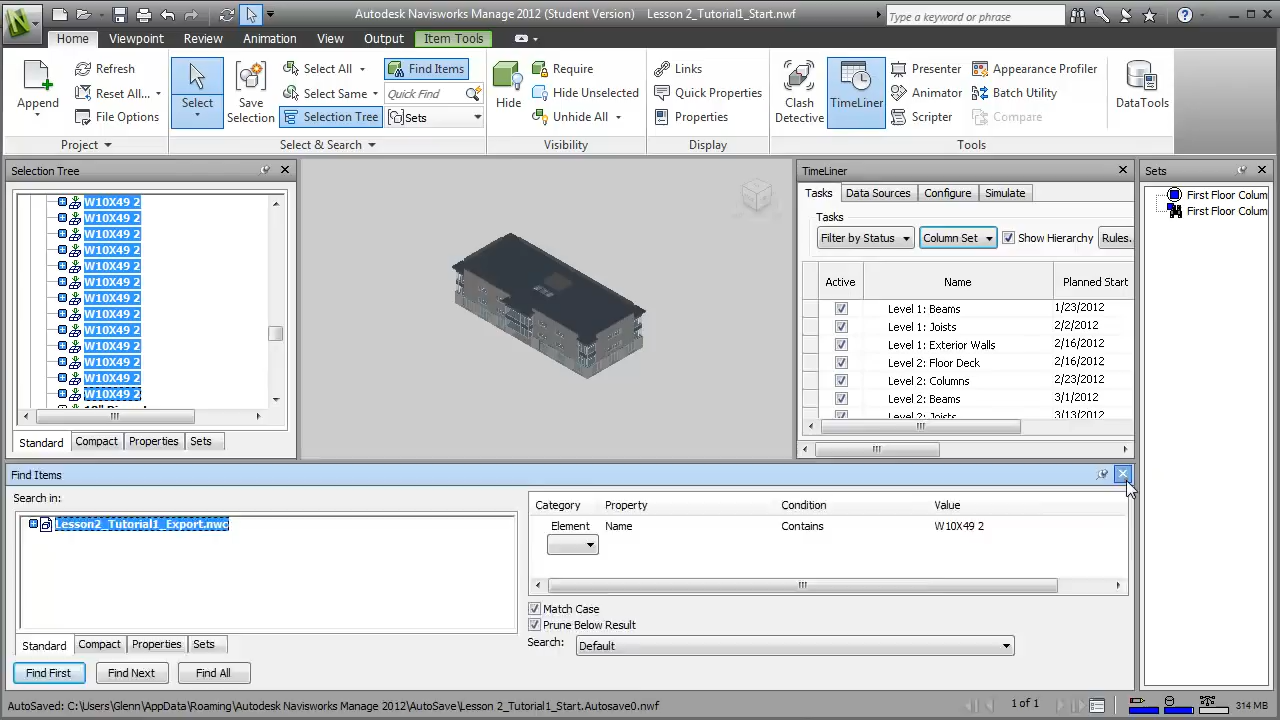 Autodesk Navisworks Manage 2012 (Student Version) Lesson 2_Tutorial1_Start.nwf Type a keyword or phrase
Home Viewpoint Review Animation View Output Item Tools
Append
Refresh
Reset All...
File Options
Project
Select
Save Selection
Select All
Select Same
Selection Tree
Find Items
Quick Find
Sets
Select & Search
Hide
Require
Hide Unselected
Unhide All
Visibility
Links
Quick Properties
Properties
Display
Clash Detective
TimeLiner
Presenter
Animator
Scripter
Appearance Profiler
Batch Utility
Compare
DataTools
Tools
Selection Tree
W10X49 2
W10X49 2
W10X49 2
W10X49 2
W10X49 2
W10X49 2
W10X49 2
W10X49 2
W10X49 2
W10X49 2
W10X49 2
W10X49 2
W10X49 2
Standard Compact Properties Sets
TimeLiner
Tasks Data Sources Configure Simulate
Tasks
Filter by Status Column Set Show Hierarchy Rules.
Active Name Planned Start
Level 1: Beams 1/23/2012
Level 1: Joists 2/2/2012
Level 1: Exterior Walls 2/16/2012
Level 2: Floor Deck 2/16/2012
Level 2: Columns 2/23/2012
Level 2: Beams 3/1/2012
Level 2: Joists 3/13/2012
Sets
First Floor Colum
First Floor Colum
Find Items
Search in:
Lesson2_Tutorial1_Export.nwc
Standard Compact Properties Sets
Find First Find Next Find All
Category Property Condition Value
Element Name Contains W10X49 2
Match Case
Prune Below Result
Search: Default
AutoSaved: C:\Users\Glenn\AppData\Roaming\Autodesk Navisworks Manage 2012\AutoSave\Lesson 2_Tutorial1_Start.Autosave0.nwf 1 of 1 314 MB